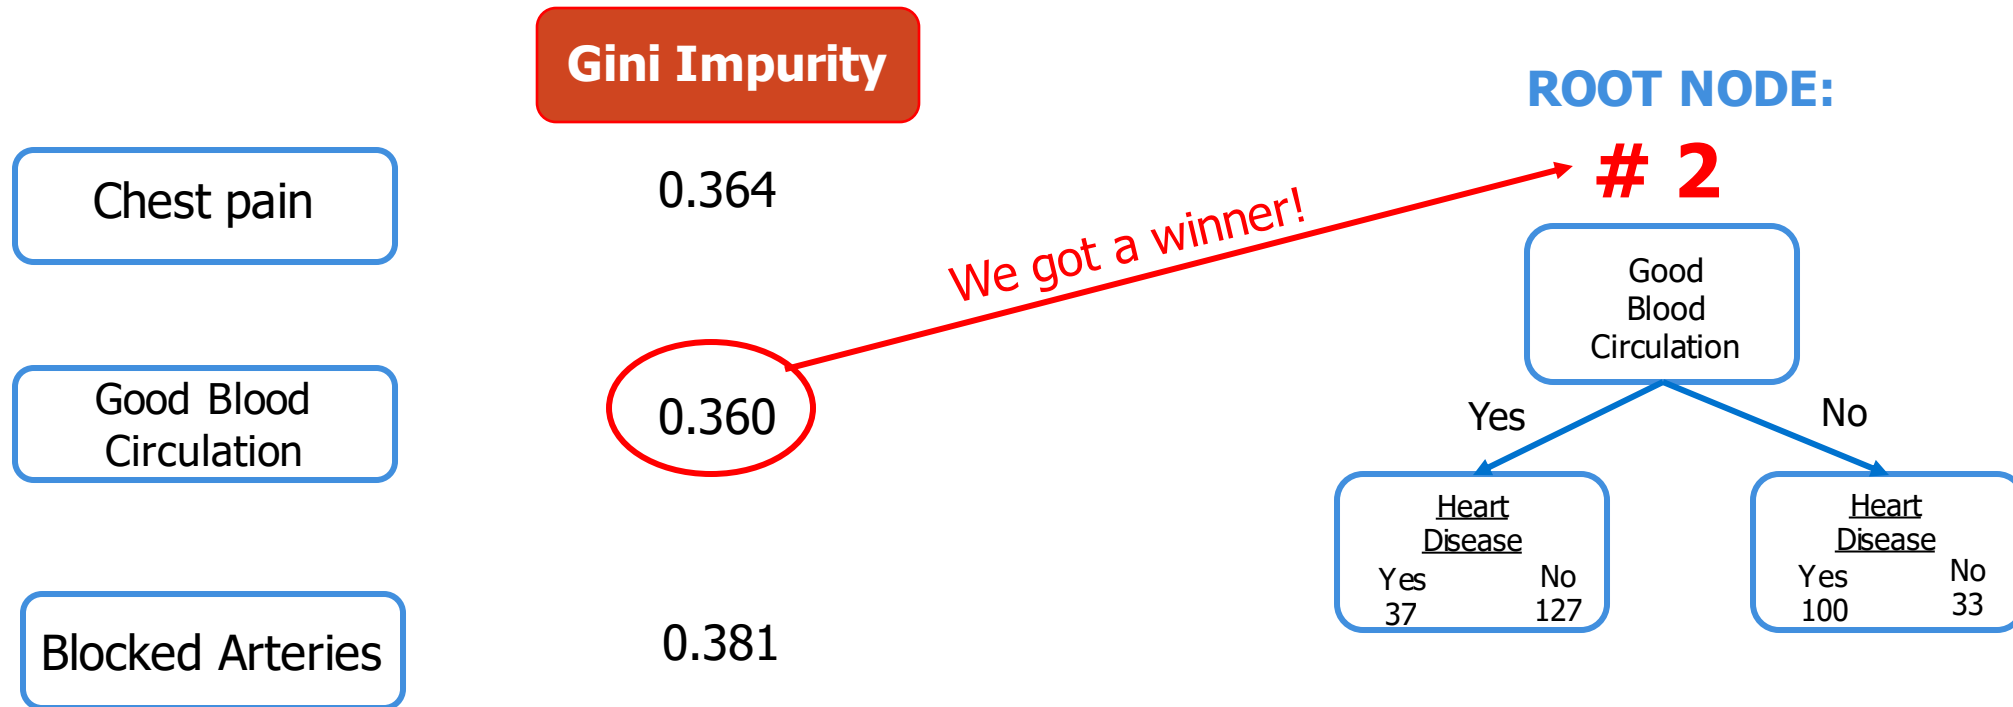 Gini Impurity
ROOT NODE:
# 2
Chest pain
0.364
We got a winner!
Good
Blood
Circulation
Good Blood
Circulation
0.360
Yes
No
Heart
Disease
Yes
No
37
127
Heart
Disease
Yes
No
100
33
Blocked Arteries
0.381